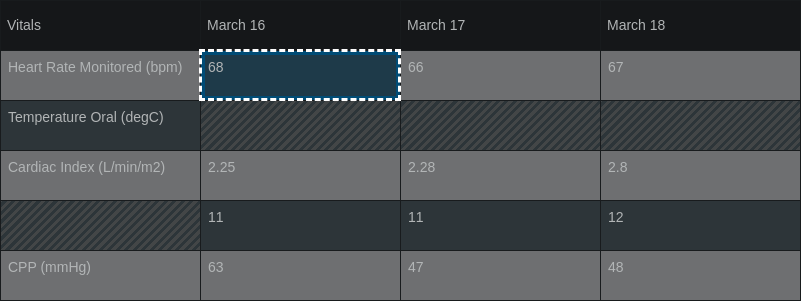 Vitals March 16 March 17 March 18
Heart Rate Monitored (bpm) 68 66 67
Temperature Oral (degC)
Cardiac Index (L/min/m2) 2.25 2.28 2.8
11 11 12
CPP (mmHg) 63 47 48